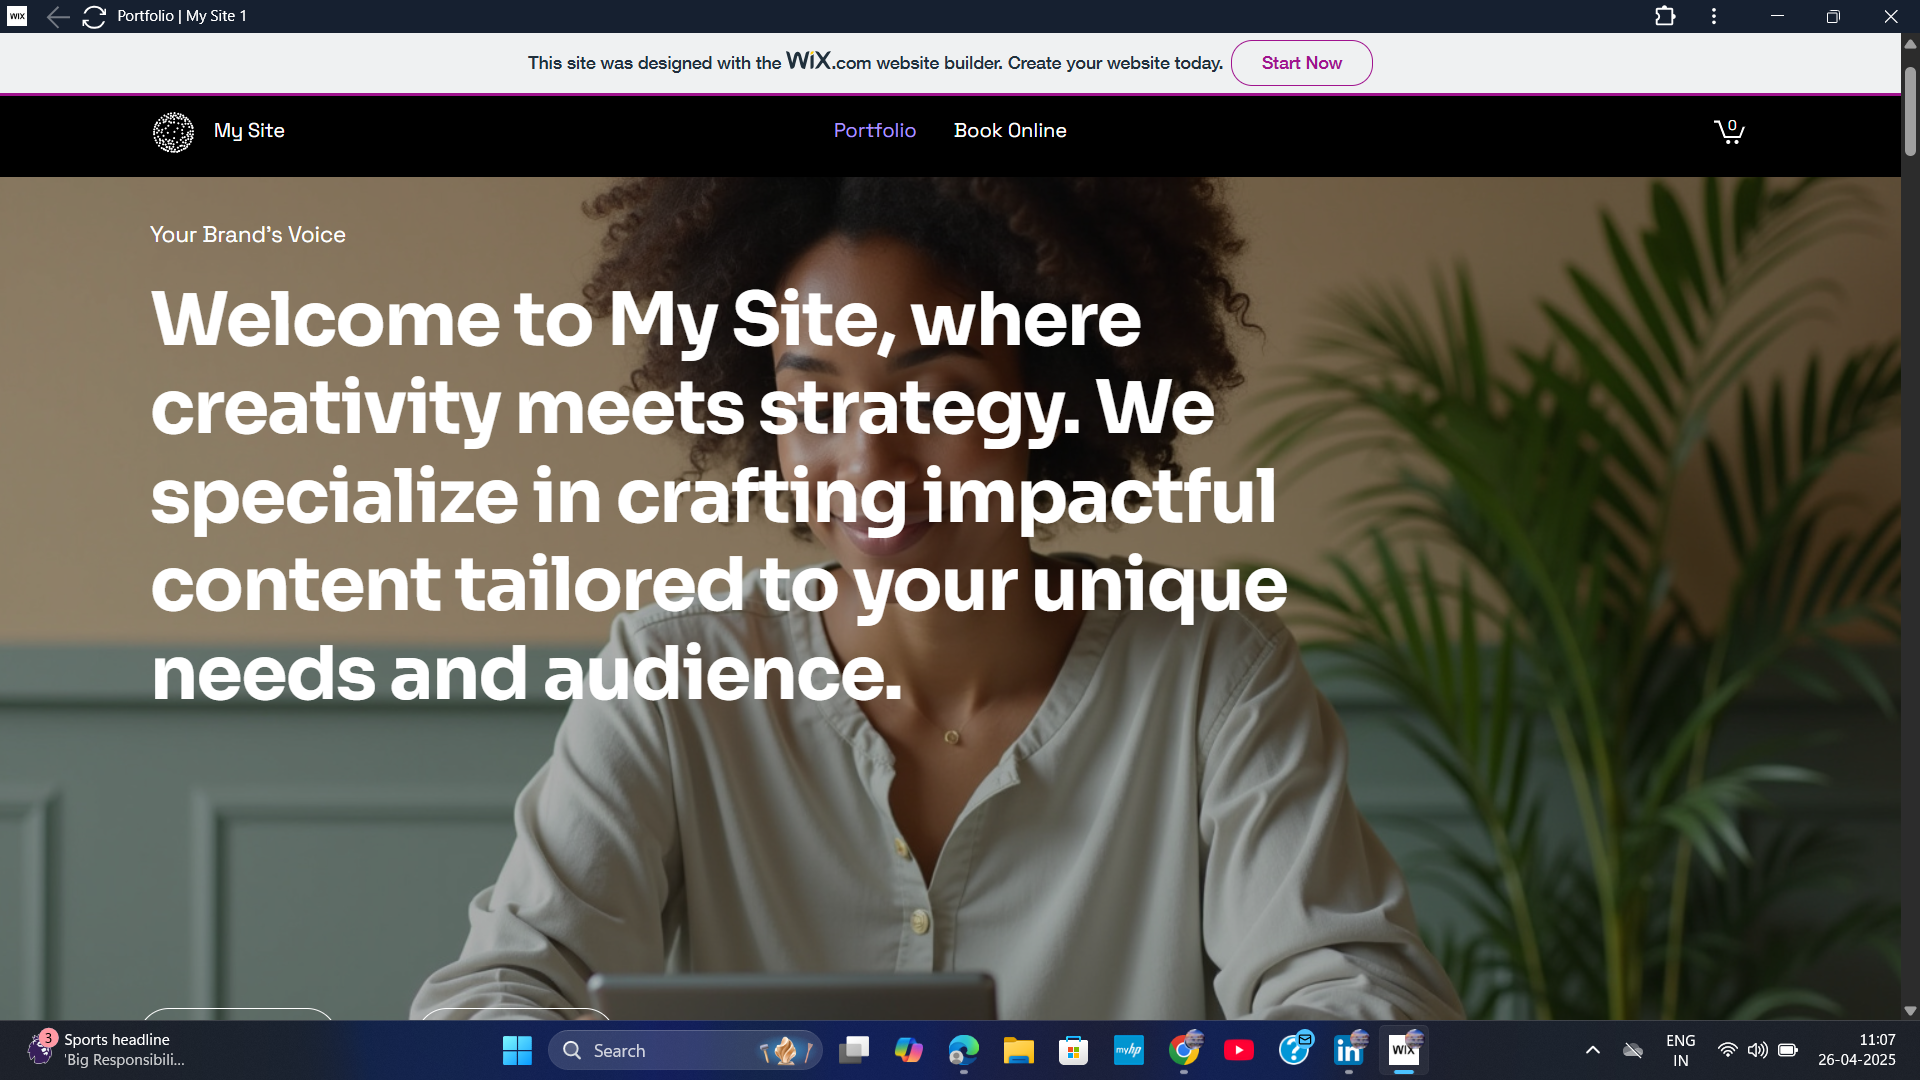 WIX Portfolio | My Site 1
This site was designed with the WiX.com website builder. Create your website today. Start Now
My Site Portfolio Book Online 0
Your Brand's Voice
Welcome to My Site, where
creativity meets strategy. We
specialize in crafting impactful
content tailored to your unique
needs and audience.
3 Sports headline
'Big Responsibili...
Search
myhp
in
WIX
ENG
IN
11:07
26-04-2025